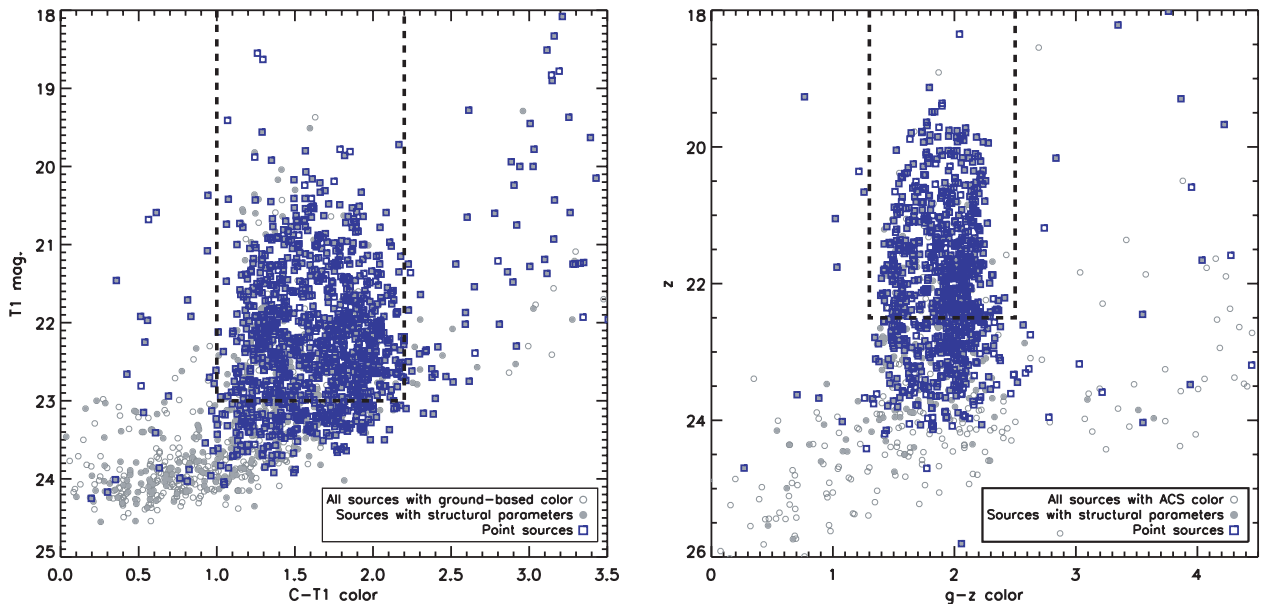 18
19
20
21
22
23
24
25
T1 mag.
0.0 0.5 1.0 1.5 2.0 2.5 3.0 3.5
C-T1 color
All sources with ground-based color
Sources with structural parameters
Point sources
18
20
22
24
26
z
0 1 2 3 4
g-z color
All sources with ACS color
Sources with structural parameters
Point sources